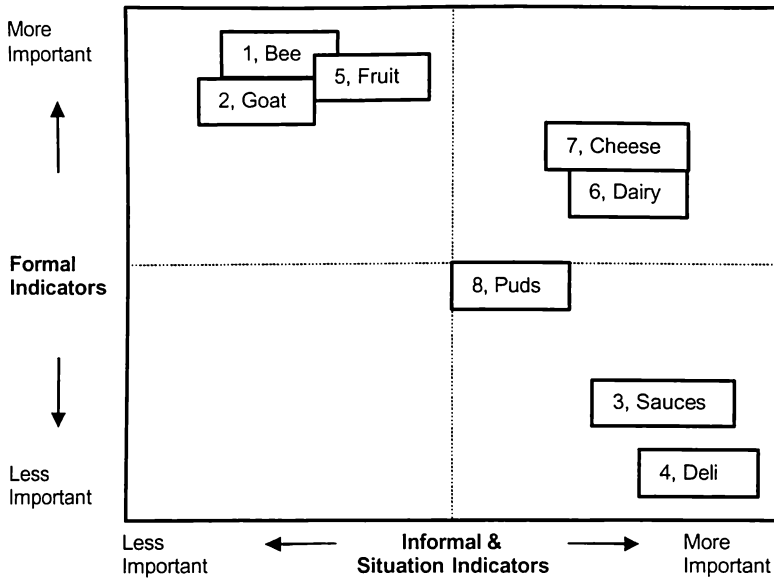 More
Important
1, Bee
5, Fruit
2, Goat
7, Cheese
6, Dairy
Formal
Indicators
8, Puds
3, Sauces
4, Deli
Less
Important
Less
Important
Informal &
Situation Indicators
More
Important